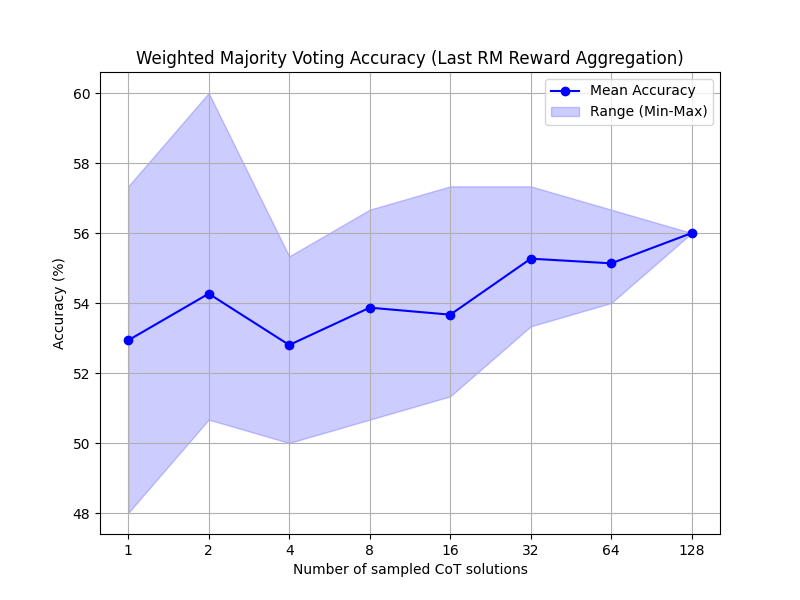 Weighted Majority Voting Accuracy (Last RM Reward Aggregation)
Mean Accuracy
Range (Min-Max)
Accuracy (%)
60
58
56
54
52
50
48
1 2 4 8 16 32 64 128
Number of sampled CoT solutions